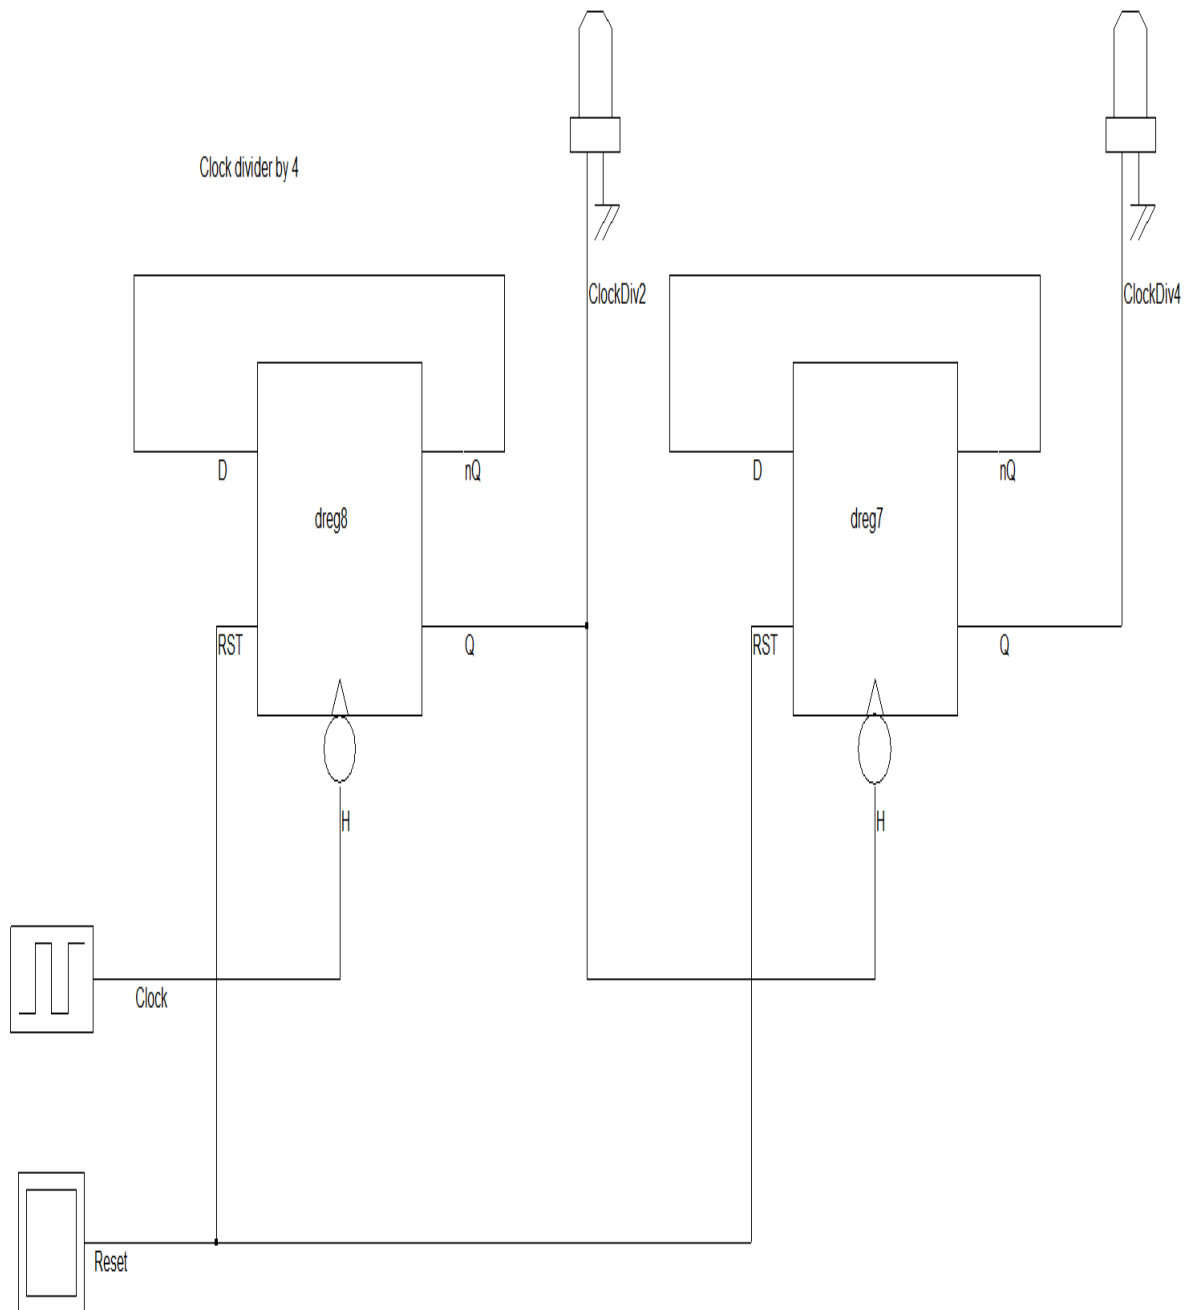 Clock divider by 4
ClockDiv2
ClockDiv4
D
nQ
D
nQ
dreg8
dreg7
RST
Q
RST
Q
H
H
Clock
Reset